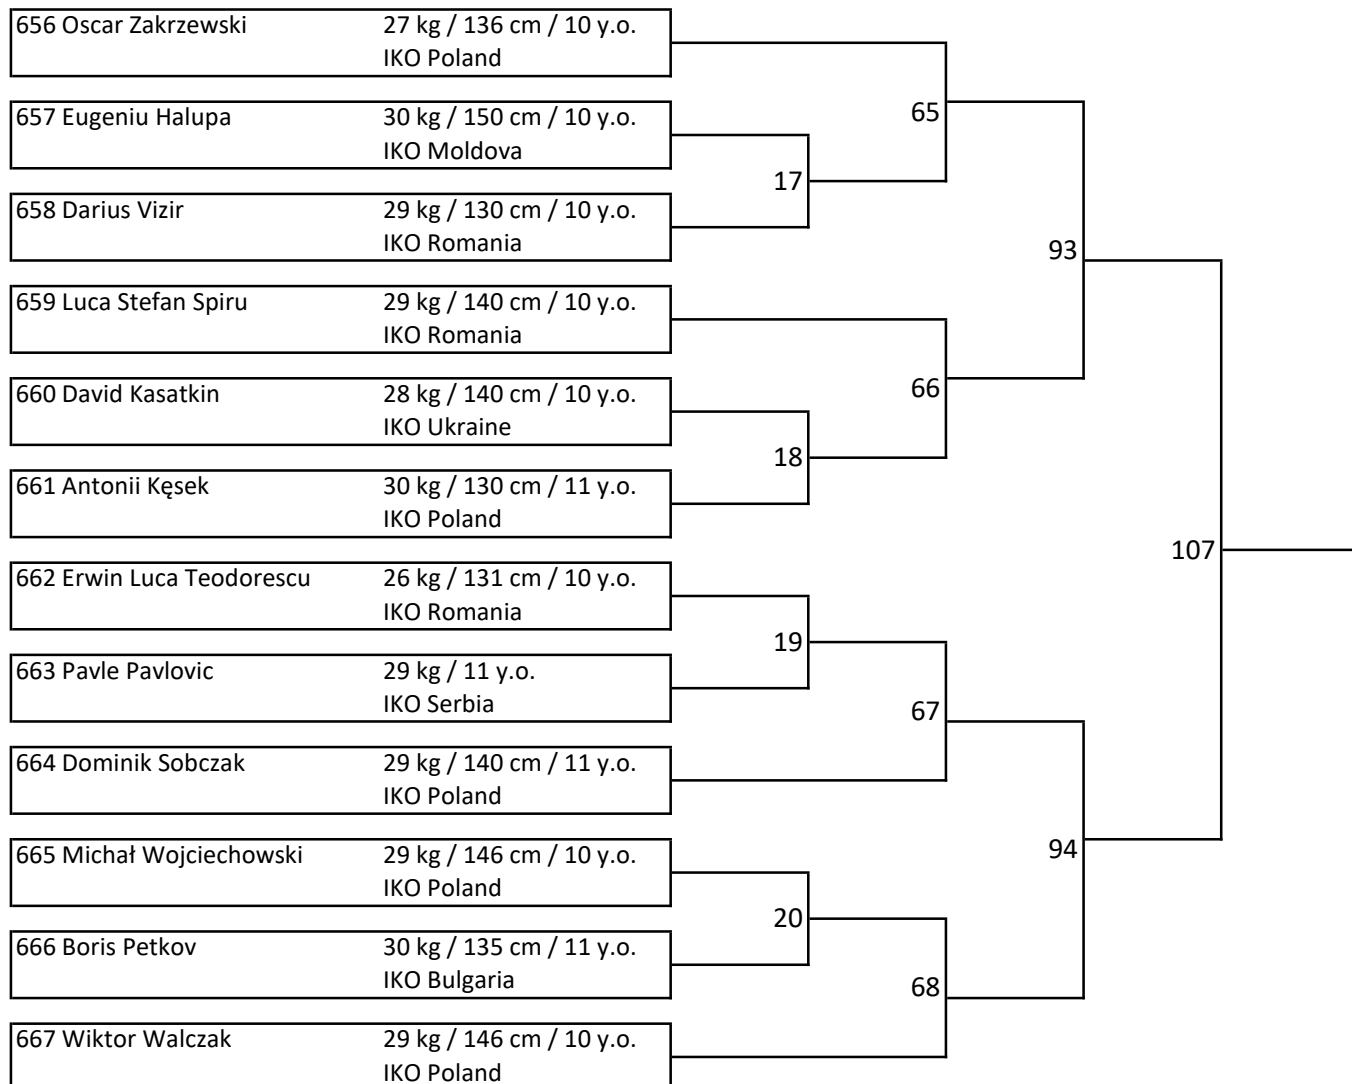 656 Oscar Zakrzewski 27 kg / 136 cm / 10 y.o.
IKO Poland
65
657 Eugeniu Halupa 30 kg / 150 cm / 10 y.o.
IKO Moldova
17
658 Darius Vizir 29 kg / 130 cm / 10 y.o.
IKO Romania
93
659 Luca Stefan Spiru 29 kg / 140 cm / 10 y.o.
IKO Romania
66
660 David Kasatkin 28 kg / 140 cm / 10 y.o.
IKO Ukraine
18
661 Antonii Kęsek 30 kg / 130 cm / 11 y.o.
IKO Poland
107
662 Erwin Luca Teodorescu 26 kg / 131 cm / 10 y.o.
IKO Romania
19
663 Pavle Pavlovic 29 kg / 11 y.o.
IKO Serbia
67
664 Dominik Sobczak 29 kg / 140 cm / 11 y.o.
IKO Poland
94
665 Michał Wojciechowski 29 kg / 146 cm / 10 y.o.
IKO Poland
20
666 Boris Petkov 30 kg / 135 cm / 11 y.o.
IKO Bulgaria
68
667 Wiktor Walczak 29 kg / 146 cm / 10 y.o.
IKO Poland